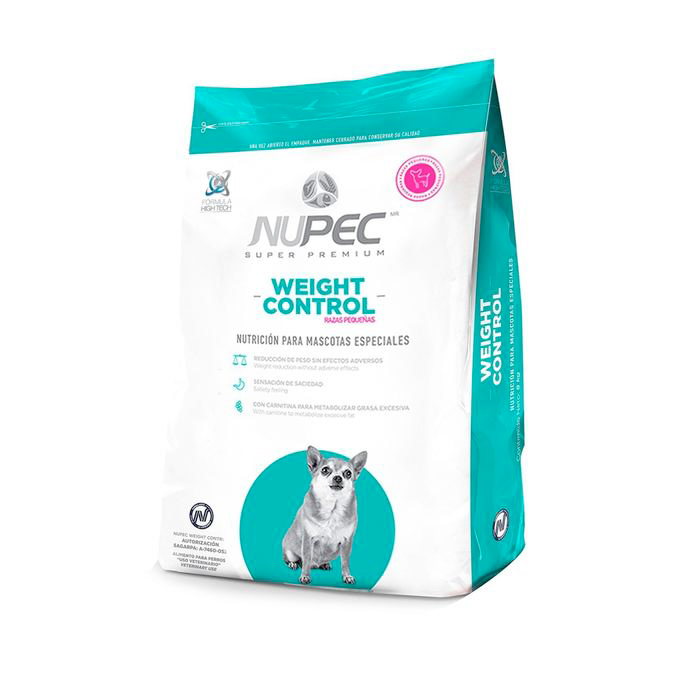 UNA VEZ ABIERTO EL EMPAQUE, MANTENER CERRADO PARA CONSERVAR SU CALIDAD
FÓRMULA
HIGH TECH
NUPEC MR
SUPER PREMIUM
WEIGHT
CONTROL
RAZAS PEQUEÑAS
NUTRICIÓN PARA MASCOTAS ESPECIALES
REDUCCIÓN DE PESO SIN EFECTOS ADVERSOS
Weight reduction without adverse effects
SENSACIÓN DE SACIEDAD
Satiety feeling
CON CARNITINA PARA METABOLIZAR GRASA EXCESIVA
With carnitine to metabolize excessive fat
NUPEC WEIGHT CONTR
AUTORIZACIÓN
SAGARPA: A-7460-05
ALIMENTO PARA PERROS
"USO VETERINARIO"
VETERINARY USE
WEIGHT
CONTROL
NUTRICIÓN PARA MASCOTAS ESPECIALES